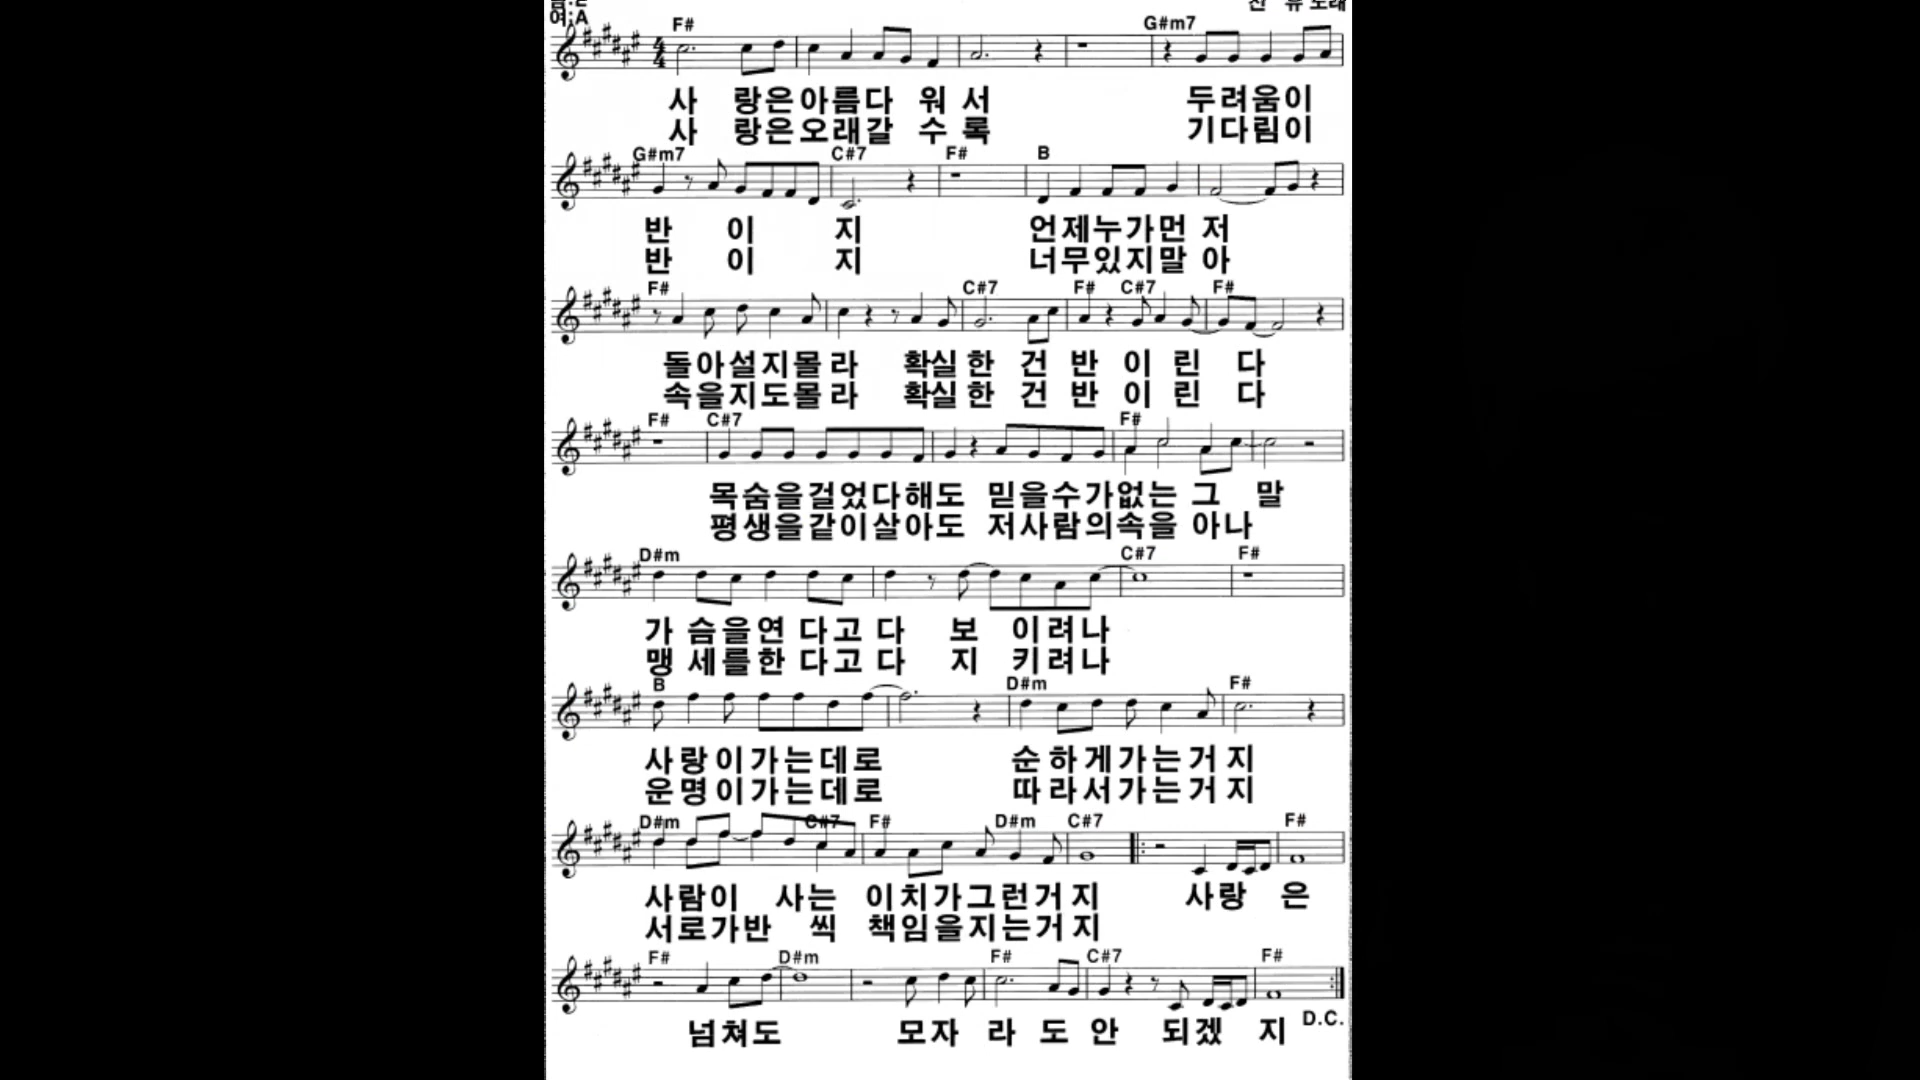 여:A
F# G#m7
사 랑은아름다 워 서 두려움이
사 랑은오래갈 수 록 기다림이
G#m7 C#7 F# B
반 이 지 언제누가먼 저
반 이 지 너무있지말 아
F# C#7 F# C#7 F#
돌아설지몰 라 확실 한 건 반 이 린 다
속을지도몰 라 확실 한 건 반 이 린 다
F# C#7 F#
목숨을걸었다해도 믿을수가없는 그 말
평생을같이살아도 저사람의속을 아나
D#m C#7 F#
가 슴을연 다고 다 보 이려나
맹 세를한 다고 다 지 키려나
B D#m F#
사랑이가는데로 순하게가는거 지
운명이가는데로 따라서가는거 지
D#m C#7 F# D#m C#7 F#
사람이 사는 이치가그런거 지 사랑 은
서로가반 씩 책임을지는거 지
F# D#m F# C#7 F#
넘쳐도 모자 라 도 안 되겠 지 D.C.